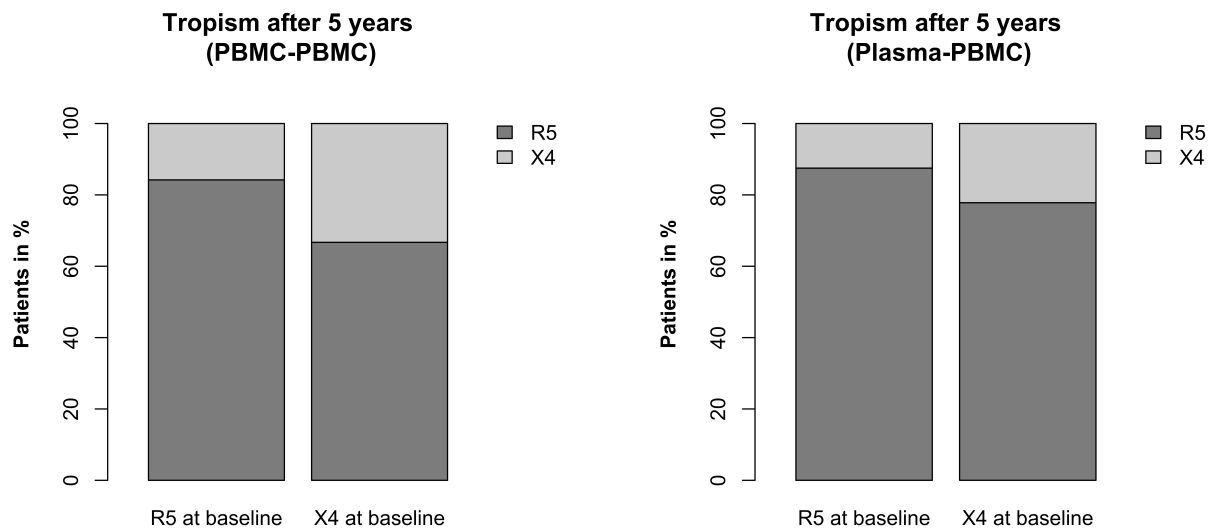 Tropism after 5 years
(PBMC-PBMC)
Patients in %
0
20
40
60
80
100
R5 at baseline
X4 at baseline
R5
X4
Tropism after 5 years
(Plasma-PBMC)
Patients in %
0
20
40
60
80
100
R5 at baseline
X4 at baseline
R5
X4